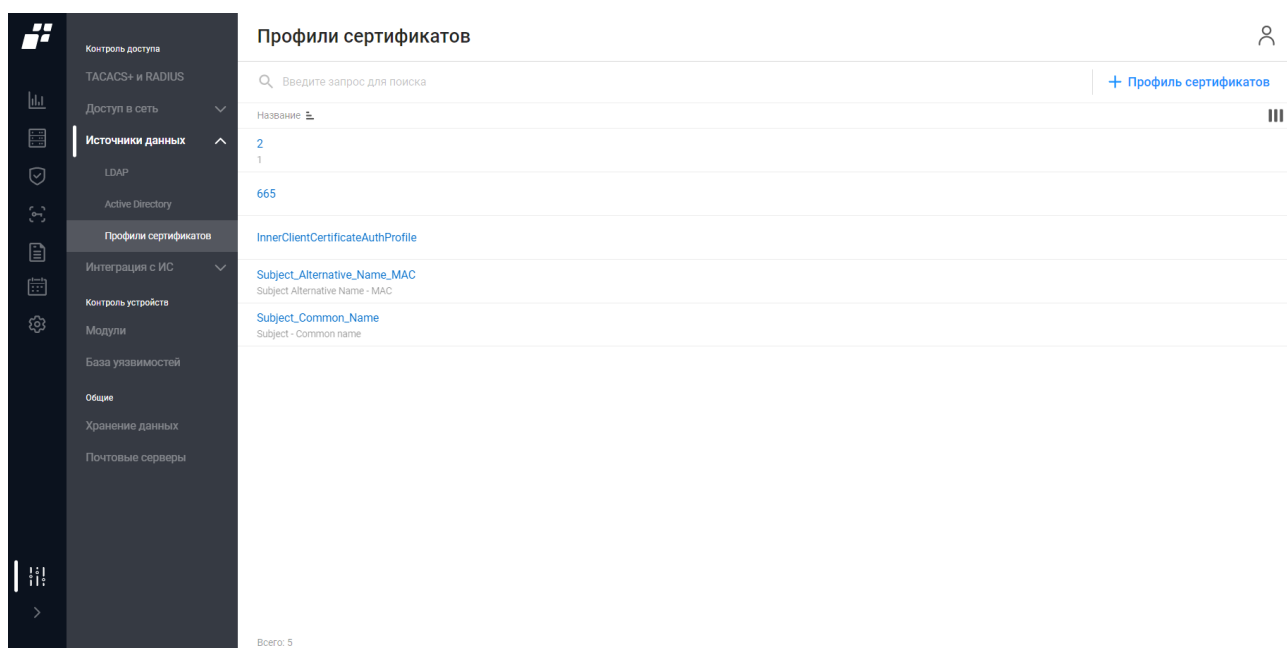 Контроль доступа
TACACS+ и RADIUS
Доступ в сеть
Источники данных
LDAP
Active Directory
Профили сертификатов
Интеграция с ИС
Контроль устройств
Модули
База уязвимостей
Общие
Хранение данных
Почтовые серверы
Профили сертификатов
Введите запрос для поиска
+ Профиль сертификатов
Название
2
1
665
InnerClientCertificateAuthProfile
Subject_Alternative_Name_MAC
Subject Alternative Name - MAC
Subject_Common_Name
Subject - Common name
Всего: 5